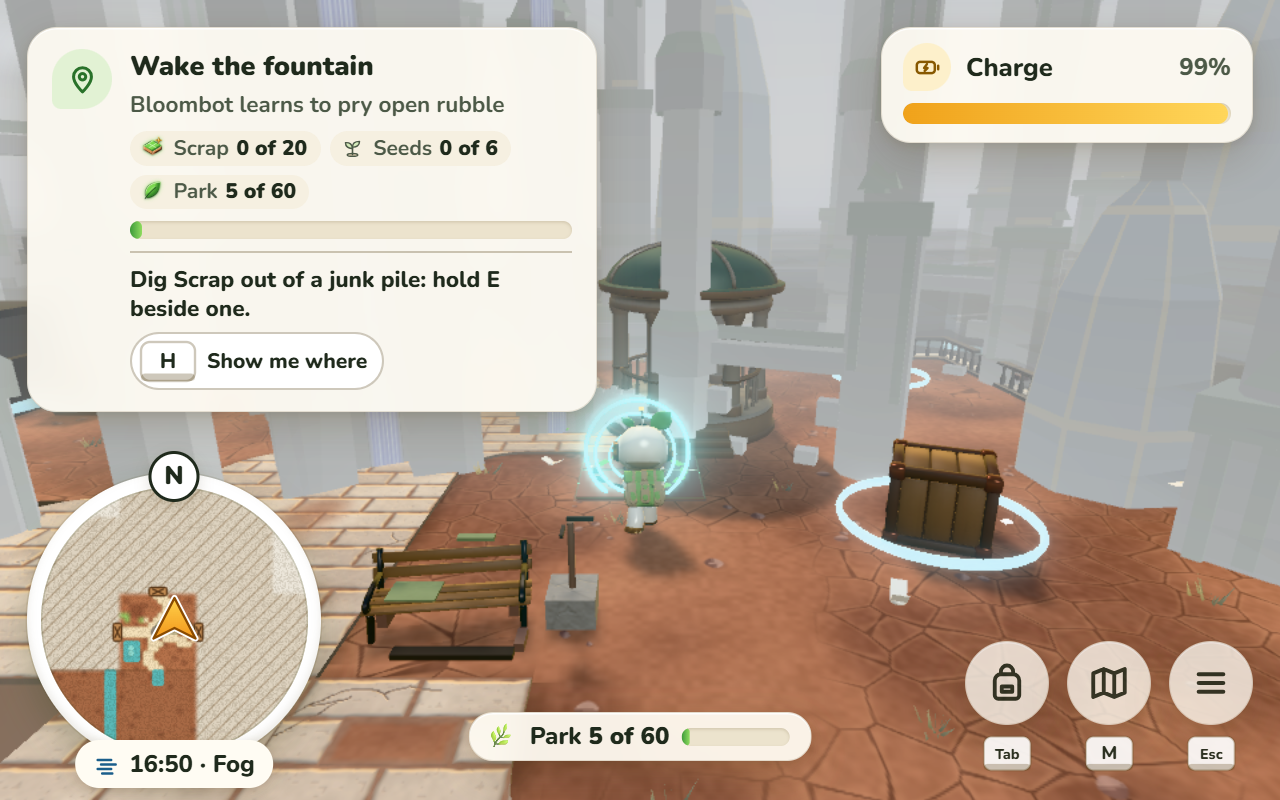 Wake the fountain
Bloombot learns to pry open rubble
Scrap 0 of 20
Seeds 0 of 6
Park 5 of 60
Dig Scrap out of a junk pile: hold E
beside one.
H Show me where
Charge 99%
N
16:50 · Fog
Park 5 of 60
Tab
M
Esc